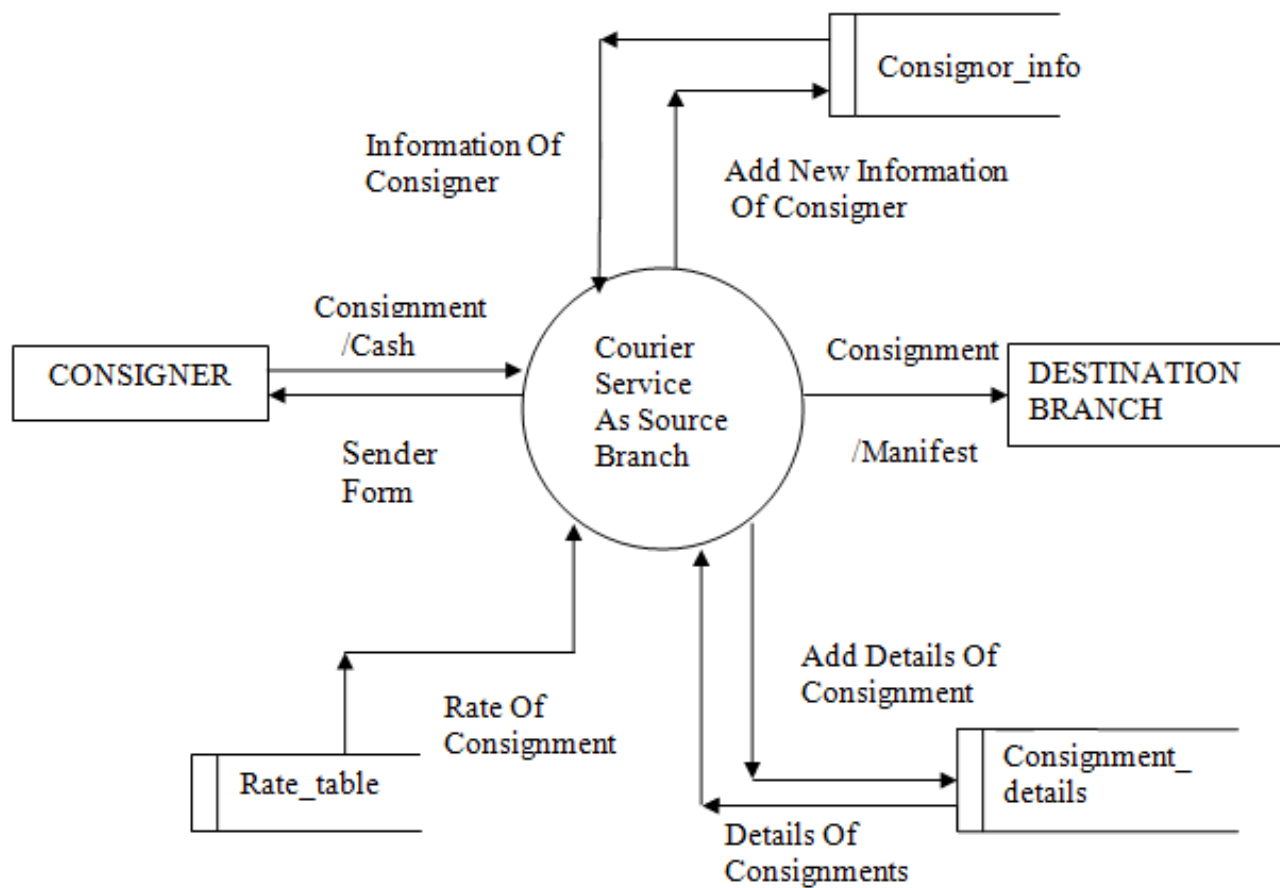 Consignor_info
Information Of
Consigner
Add New Information
Of Consigner
Consignment
/Cash
CONSIGNER
Sender
Form
Courier
Service
As Source
Branch
Consignment
/Manifest
DESTINATION
BRANCH
Rate Of
Consignment
Rate_table
Add Details Of
Consignment
Consignment_
details
Details Of
Consignments